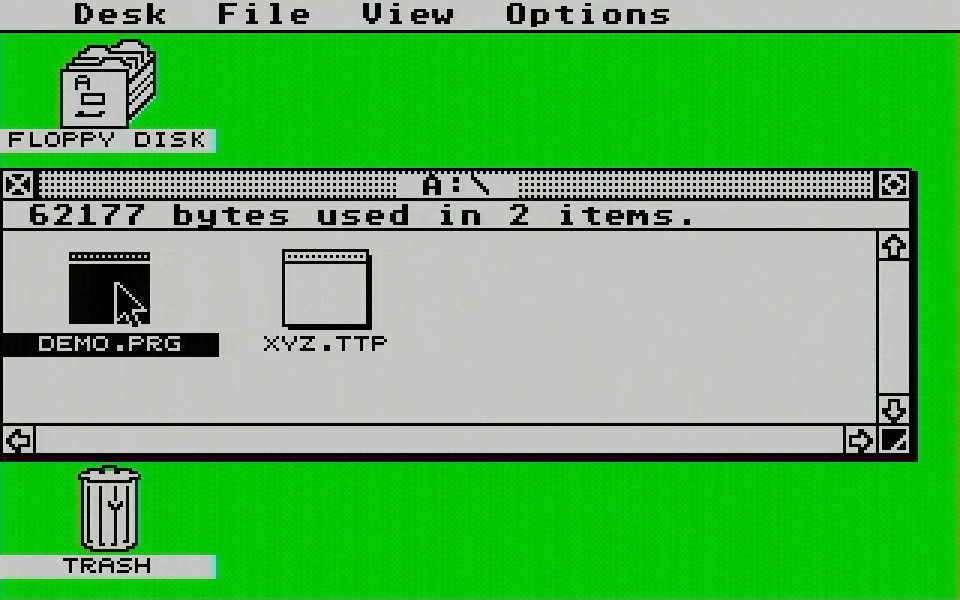 Desk File View Options
A
FLOPPY DISK
A:\
62177 bytes used in 2 items.
DEMO.PRG XYZ.TTP
TRASH